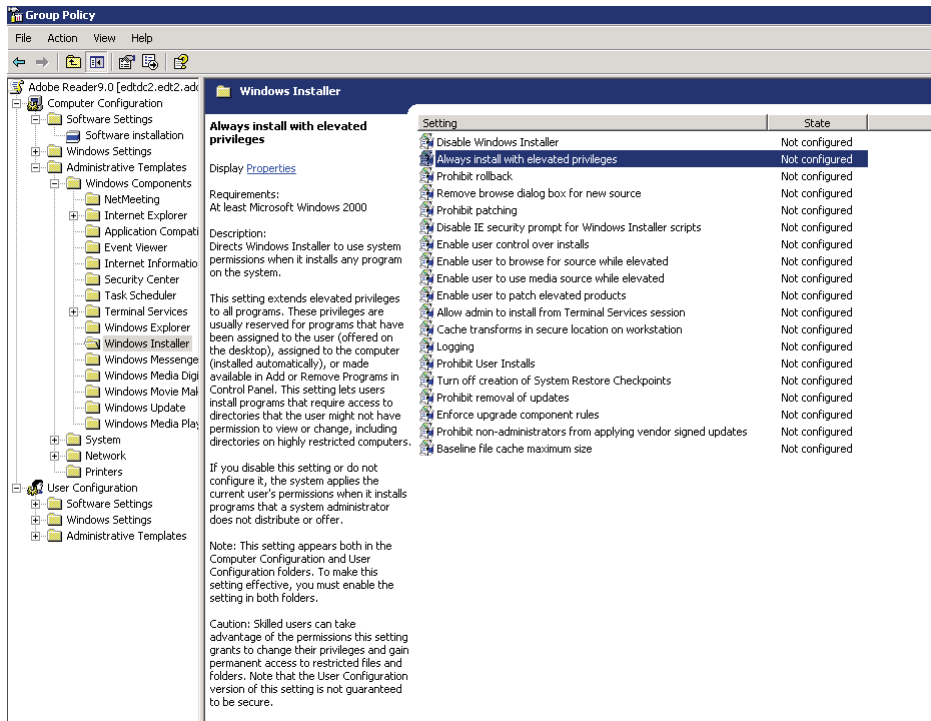 Group Policy
File Action View Help
Adobe Reader9.0 [edtdc2.edt2.ado
Computer Configuration
Software Settings
Software installation
Windows Settings
Administrative Templates
Windows Components
NetMeeting
Internet Explorer
Application Compati
Event Viewer
Internet Informatio
Security Center
Task Scheduler
Terminal Services
Windows Explorer
Windows Installer
Windows Messenge
Windows Media Digi
Windows Movie Mak
Windows Update
Windows Media Play
System
Network
Printers
User Configuration
Software Settings
Windows Settings
Administrative Templates
Windows Installer
Always install with elevated
privileges
Display Properties
Requirements:
At least Microsoft Windows 2000
Description:
Directs Windows Installer to use system
permissions when it installs any program
on the system.
This setting extends elevated privileges
to all programs. These privileges are
usually reserved for programs that have
been assigned to the user (offered on
the desktop), assigned to the computer
(installed automatically), or made
available in Add or Remove Programs in
Control Panel. This setting lets users
install programs that require access to
directories that the user might not have
permission to view or change, including
directories on highly restricted computers.
If you disable this setting or do not
configure it, the system applies the
current user's permissions when it installs
programs that a system administrator
does not distribute or offer.
Note: This setting appears both in the
Computer Configuration and User
Configuration folders. To make this
setting effective, you must enable the
setting in both folders.
Caution: Skilled users can take
advantage of the permissions this setting
grants to change their privileges and gain
permanent access to restricted files and
folders. Note that the User Configuration
version of this setting is not guaranteed
to be secure.
Setting State
Disable Windows Installer Not configured
Always install with elevated privileges Not configured
Prohibit rollback Not configured
Remove browse dialog box for new source Not configured
Prohibit patching Not configured
Disable IE security prompt for Windows Installer scripts Not configured
Enable user control over installs Not configured
Enable user to browse for source while elevated Not configured
Enable user to use media source while elevated Not configured
Enable user to patch elevated products Not configured
Allow admin to install from Terminal Services session Not configured
Cache transforms in secure location on workstation Not configured
Logging Not configured
Prohibit User Installs Not configured
Turn off creation of System Restore Checkpoints Not configured
Prohibit removal of updates Not configured
Enforce upgrade component rules Not configured
Prohibit non-administrators from applying vendor signed updates Not configured
Baseline file cache maximum size Not configured